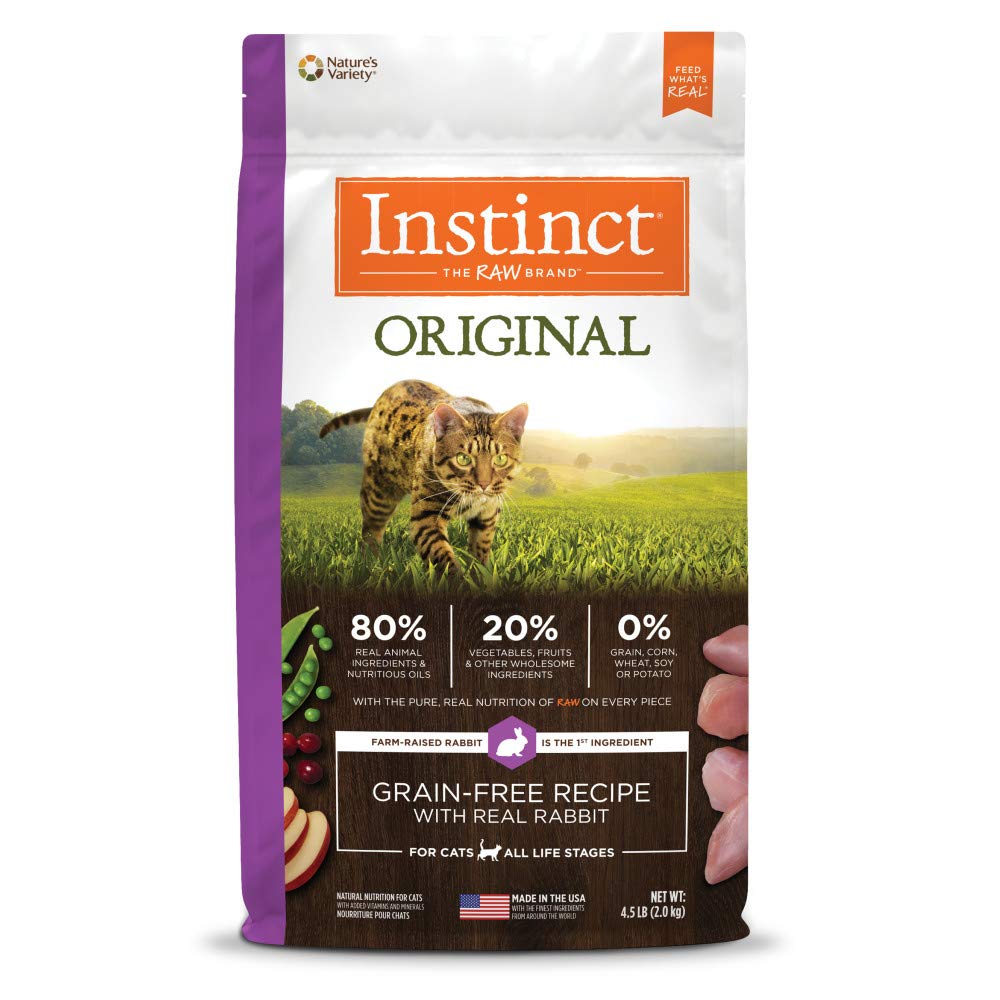 Nature's
Variety®
FEED
WHAT'S
REAL®
Instinct®
THE RAW BRAND™
ORIGINAL
80%
REAL ANIMAL
INGREDIENTS &
NUTRITIOUS OILS
20%
VEGETABLES, FRUITS
& OTHER WHOLESOME
INGREDIENTS
0%
GRAIN, CORN,
WHEAT, SOY
OR POTATO
WITH THE PURE, REAL NUTRITION OF RAW ON EVERY PIECE
FARM-RAISED RABBIT IS THE 1ST INGREDIENT
GRAIN-FREE RECIPE
WITH REAL RABBIT
FOR CATS ALL LIFE STAGES
NATURAL NUTRITION FOR CATS
WITH ADDED VITAMINS AND MINERALS
NOURRITURE POUR CHATS
MADE IN THE USA
WITH THE FINEST INGREDIENTS
FROM AROUND THE WORLD
NET WT:
4.5 LB (2.0 kg)